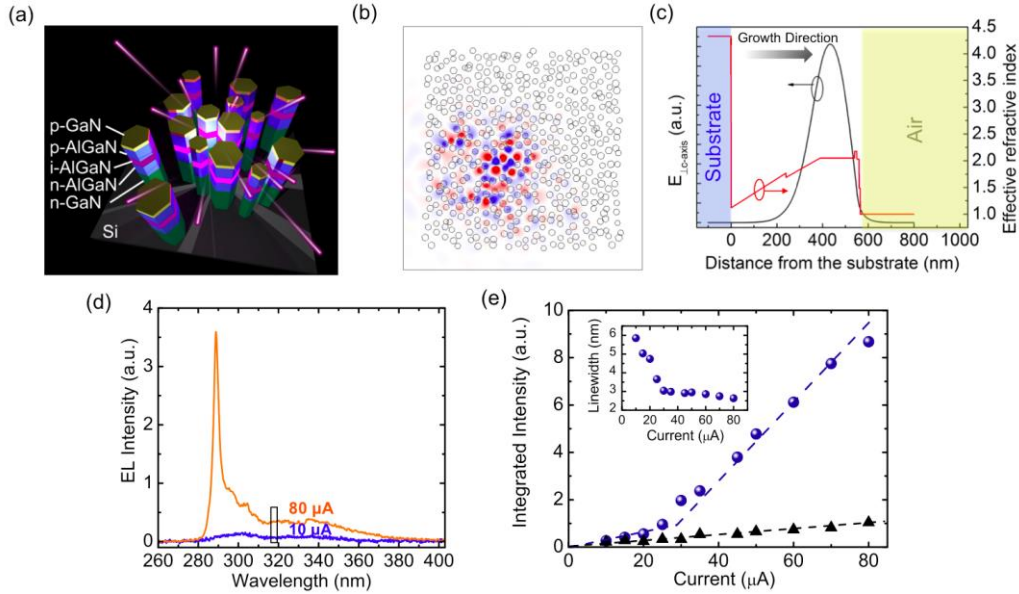 (a)
p-GaN
p-AlGaN
i-AlGaN
n-AlGaN
n-GaN
Si
(b)
(c)
Growth Direction
Substrate
Air
E⊥c-axis (a.u.)
Effective refractive index
4.5
4.0
3.5
3.0
2.5
2.0
1.5
1.0
0 200 400 600 800 1000
Distance from the substrate (nm)
(d)
EL Intensity (a.u.)
4
3
2
1
0
80 µA
10 µA
260 280 300 320 340 360 380 400
Wavelength (nm)
(e)
Integrated Intensity (a.u.)
10
8
6
4
2
0
Linewidth (nm)
6
5
4
3
2
0 20 40 60 80
Current (µA)
0 20 40 60 80
Current (µA)